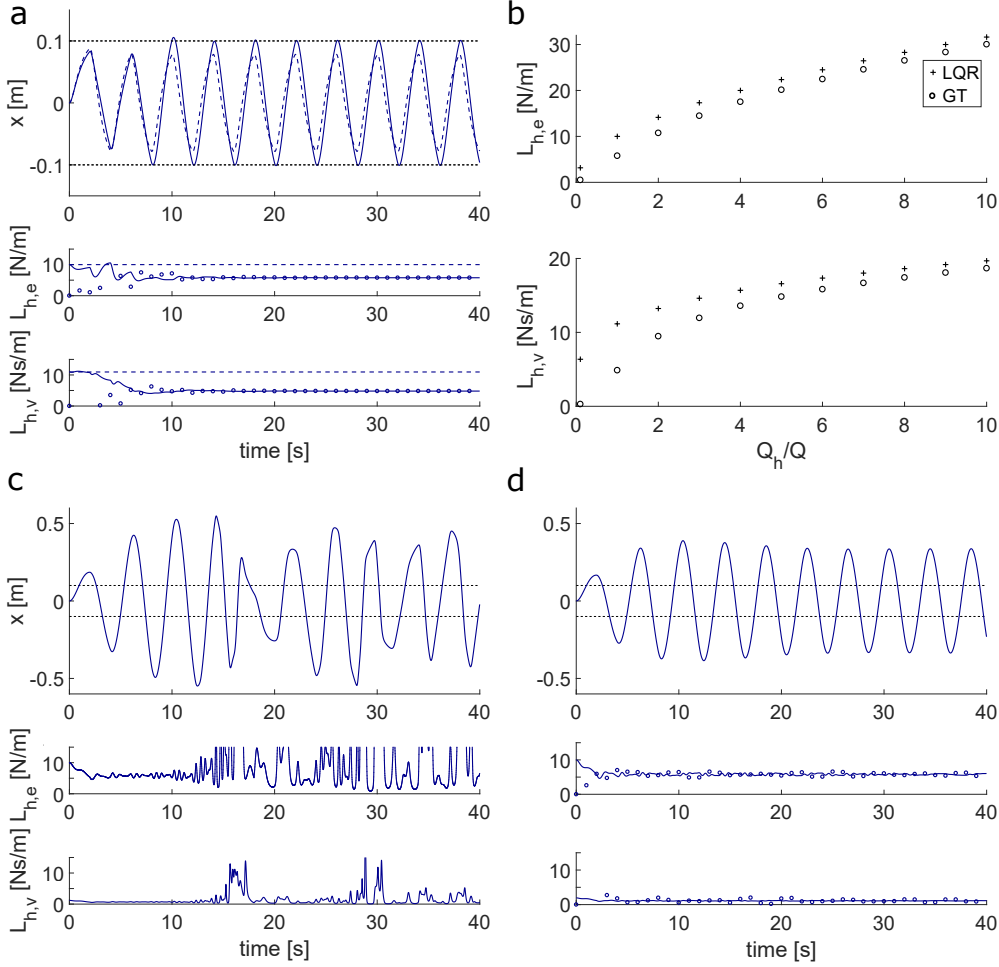 a
0.1
0
-0.1
x [m]
0 10 20 30 40
10
0
L_h,e [N/m]
0 10 20 30 40
10
0
L_h,v [Ns/m]
0 10 20 30 40
time [s]
b
30
20
10
0
L_h,e [N/m]
+ LQR
o GT
0 2 4 6 8 10
20
10
0
L_h,v [Ns/m]
0 2 4 6 8 10
Q_h/Q
c
0.5
0
-0.5
x [m]
0 10 20 30 40
10
0
L_h,e [N/m]
0 10 20 30 40
10
0
L_h,v [Ns/m]
0 10 20 30 40
time [s]
d
0.5
0
-0.5
0 10 20 30 40
10
0
0 10 20 30 40
10
0
0 10 20 30 40
time [s]